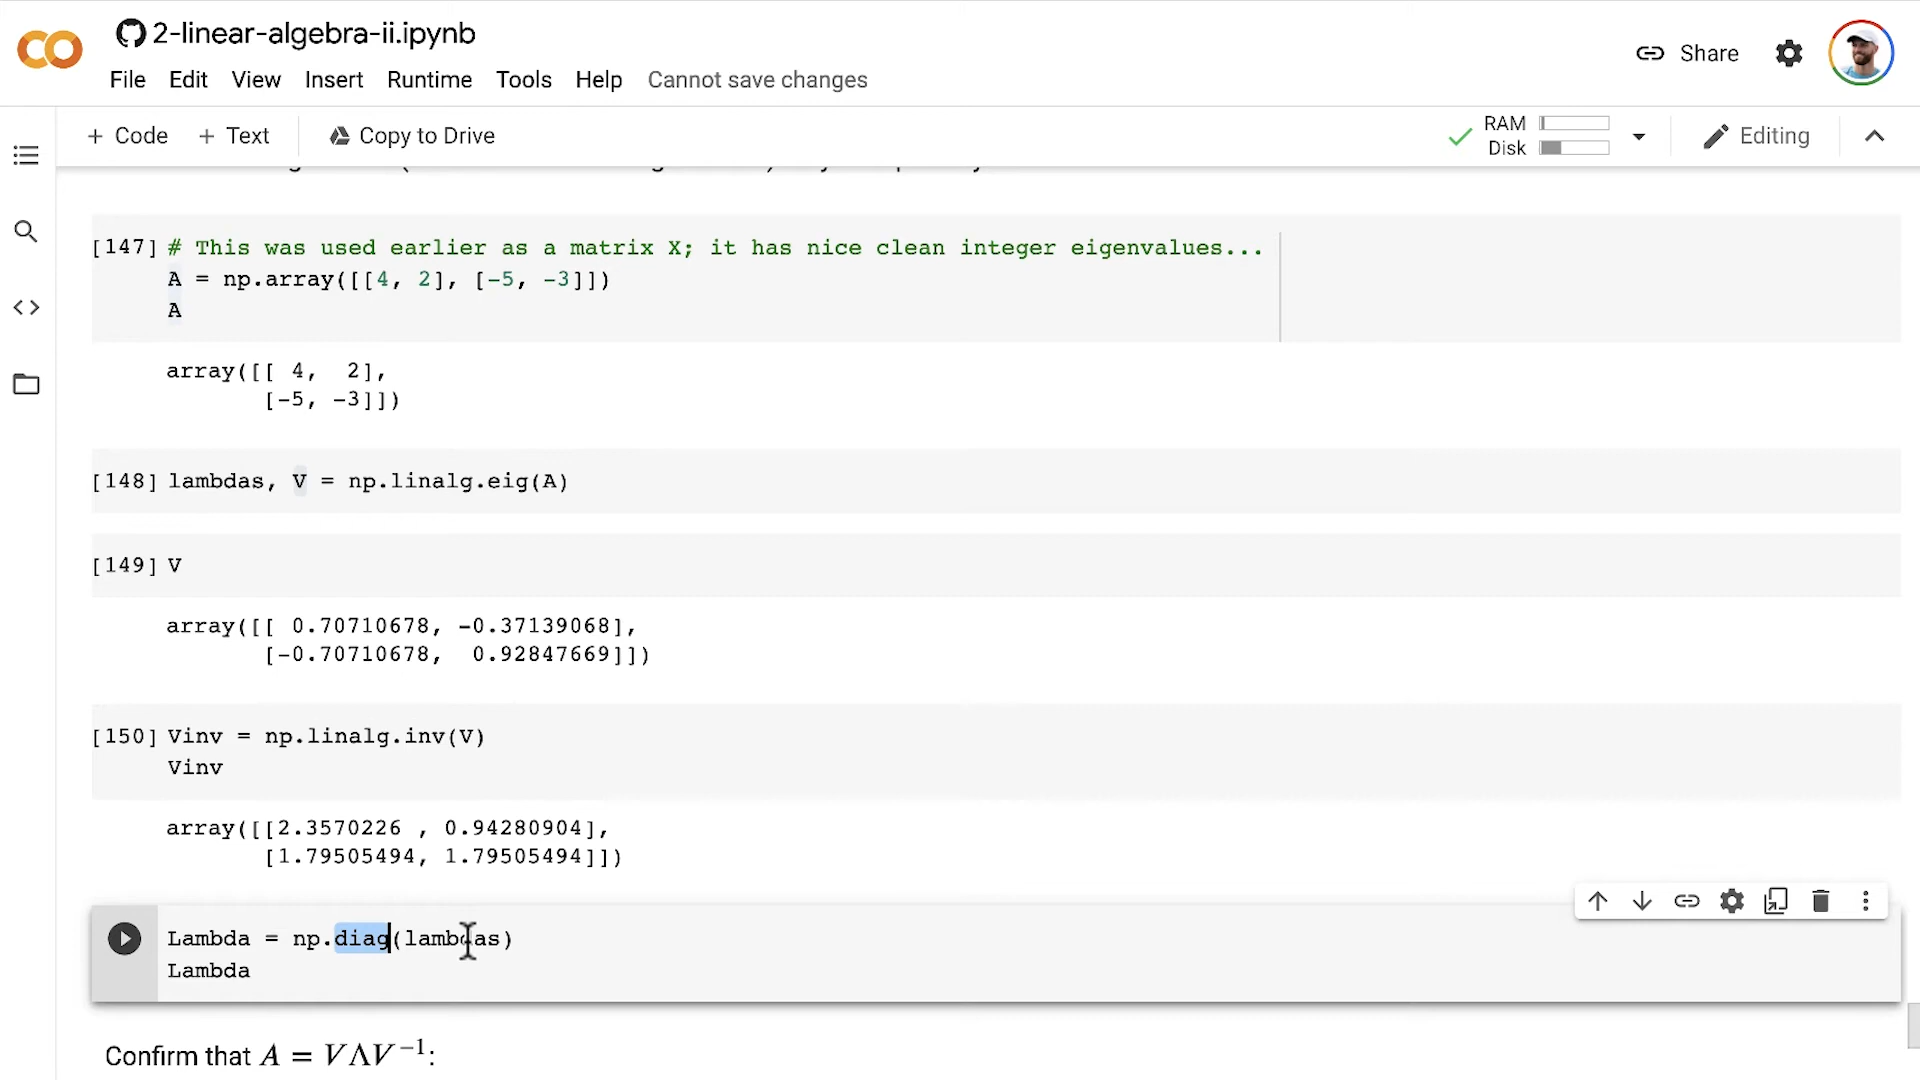 2-linear-algebra-ii.ipynb
File Edit View Insert Runtime Tools Help Cannot save changes
Share
+ Code + Text Copy to Drive
RAM
Disk
Editing
[147] # This was used earlier as a matrix X; it has nice clean integer eigenvalues...
A = np.array([[4, 2], [-5, -3]])
A
array([[ 4,  2],
[-5, -3]])
[148] lambdas, V = np.linalg.eig(A)
[149] V
array([[ 0.70710678, -0.37139068],
[-0.70710678,  0.92847669]])
[150] Vinv = np.linalg.inv(V)
Vinv
array([[2.3570226 , 0.94280904],
[1.79505494, 1.79505494]])
Lambda = np.diag(lambdas)
Lambda
Confirm that A = VΛV⁻¹: